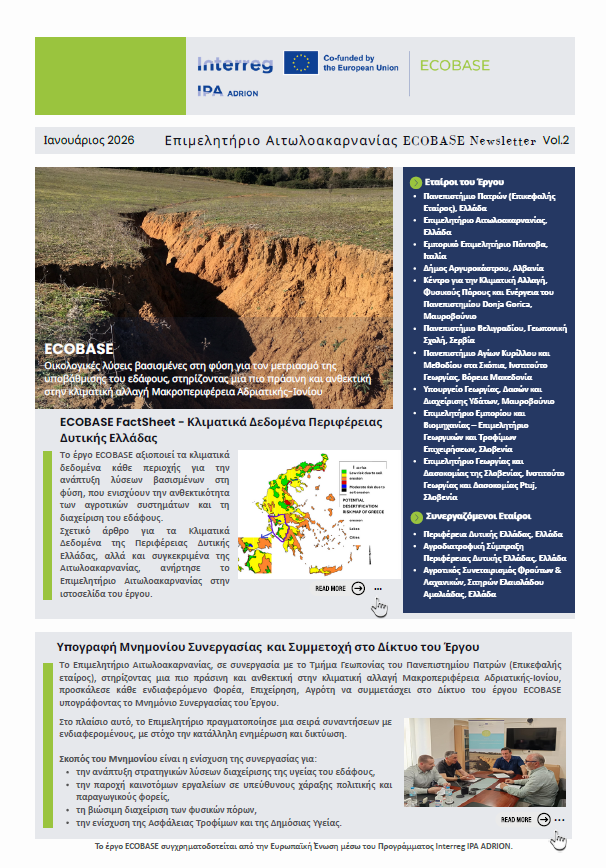 Interreg
Co-funded by
the European Union
ECOBASE
IPA ADRION
Ιανουάριος 2026
Επιμελητήριο Αιτωλοακαρνανίας ECOBASE Newsletter Vol.2
ECOBASE
Οικολογικές λύσεις βασισμένες στη φύση για τον μετριασμό της
υποβάθμισης του εδάφους, στηρίζοντας μια πιο πράσινη και ανθεκτική
στην κλιματική αλλαγή Μακροπεριφέρεια Αδριατικής-Ιονίου
Εταίροι του Έργου
• Πανεπιστήμιο Πατρών (Επικεφαλής
Εταίρος), Ελλάδα
• Επιμελητήριο Αιτωλοακαρνανίας,
Ελλάδα
• Εμπορικό Επιμελητήριο Πάντοβα,
Ιταλία
• Δήμος Αργυροκάστρου, Αλβανία
• Κέντρο για την Κλιματική Αλλαγή,
Φυσικούς Πόρους και Ενέργεια του
Πανεπιστημίου Donja Gorica,
Μαυροβούνιο
• Πανεπιστήμιο Βελιγραδίου, Γεωπονική
Σχολή, Σερβία
• Πανεπιστήμιο Αγίων Κυρίλλου και
Μεθοδίου στα Σκόπια, Ινστιτούτο
Γεωργίας, Βόρεια Μακεδονία
• Υπουργείο Γεωργίας, Δασών και
Διαχείρισης Υδάτων, Μαυροβούνιο
• Επιμελητήριο Εμπορίου και
Βιομηχανίας – Επιμελητήριο
Γεωργικών και Τροφίμων
Επιχειρήσεων, Σλοβενία
• Επιμελητήριο Γεωργίας και
Δασοκομίας της Σλοβενίας, Ινστιτούτο
Γεωργίας και Δασοκομίας Ptuj,
Σλοβενία
Συνεργαζόμενοι Εταίροι
• Περιφέρεια Δυτικής Ελλάδας, Ελλάδα
• Αγροδιατροφική Σύμπραξη
Περιφέρειας Δυτικής Ελλάδας, Ελλάδα
• Αγροτικός Συνεταιρισμός Φρούτων &
Λαχανικών, Σπηρών Ελαιολάδου
Αμαλιάδας, Ελλάδα
ECOBASE FactSheet - Κλιματικά Δεδομένα Περιφέρειας
Δυτικής Ελλάδας
Το έργο ECOBASE αξιοποιεί τα κλιματικά
δεδομένα κάθε περιοχής για την
ανάπτυξη λύσεων βασισμένων στη
φύση, που ενισχύουν την ανθεκτικότητα
των αγροτικών συστημάτων και τη
διαχείριση του εδάφους.
Σχετικό άρθρο για τα Κλιματικά
Δεδομένα της Περιφέρειας Δυτικής
Ελλάδας, αλλά και συγκεκριμένα της
Αιτωλοακαρνανίας, ανήρτησε το
Επιμελητήριο Αιτωλοακαρνανίας στην
ιστοσελίδα του έργου.
Low risk due to soil
erosion
Moderate risk due to
soil erosion
POTENTIAL
DESERTIFICATION
RISK MAP OF GREECE
Lakes
Cities
READ MORE
Υπογραφή Μνημονίου Συνεργασίας και Συμμετοχή στο Δίκτυο του Έργου
Το Επιμελητήριο Αιτωλοακαρνανίας, σε συνεργασία με το Τμήμα Γεωπονίας του Πανεπιστημίου Πατρών (Επικεφαλής
εταίρος), στηρίζοντας μια πιο πράσινη και ανθεκτική στην κλιματική αλλαγή Μακροπεριφέρεια Αδριατικής-Ιονίου,
προσκάλεσε κάθε ενδιαφερόμενο Φορέα, Επιχείρηση, Αγρότη να συμμετάσχει στο Δίκτυο του έργου ECOBASE
υπογράφοντας το Μνημόνιο Συνεργασίας του Έργου.
Στο πλαίσιο αυτό, το Επιμελητήριο πραγματοποίησε μια σειρά συναντήσεων με
ενδιαφερομένους, με στόχο την κατάλληλη ενημέρωση και δικτύωση.
Σκοπός του Μνημονίου είναι η ενίσχυση της συνεργασίας για:
• την ανάπτυξη στρατηγικών λύσεων διαχείρισης της υγείας του εδάφους,
• την παροχή καινοτόμων εργαλείων σε υπεύθυνους χάραξης πολιτικής και
παραγωγικούς φορείς,
• τη βιώσιμη διαχείριση των φυσικών πόρων,
• την ενίσχυση της Ασφάλειας Τροφίμων και της Δημόσιας Υγείας.
READ MORE
Το έργο ECOBASE συγχρηματοδοτείται από την Ευρωπαϊκή Ένωση μέσω του Προγράμματος Interreg IPA ADRION.